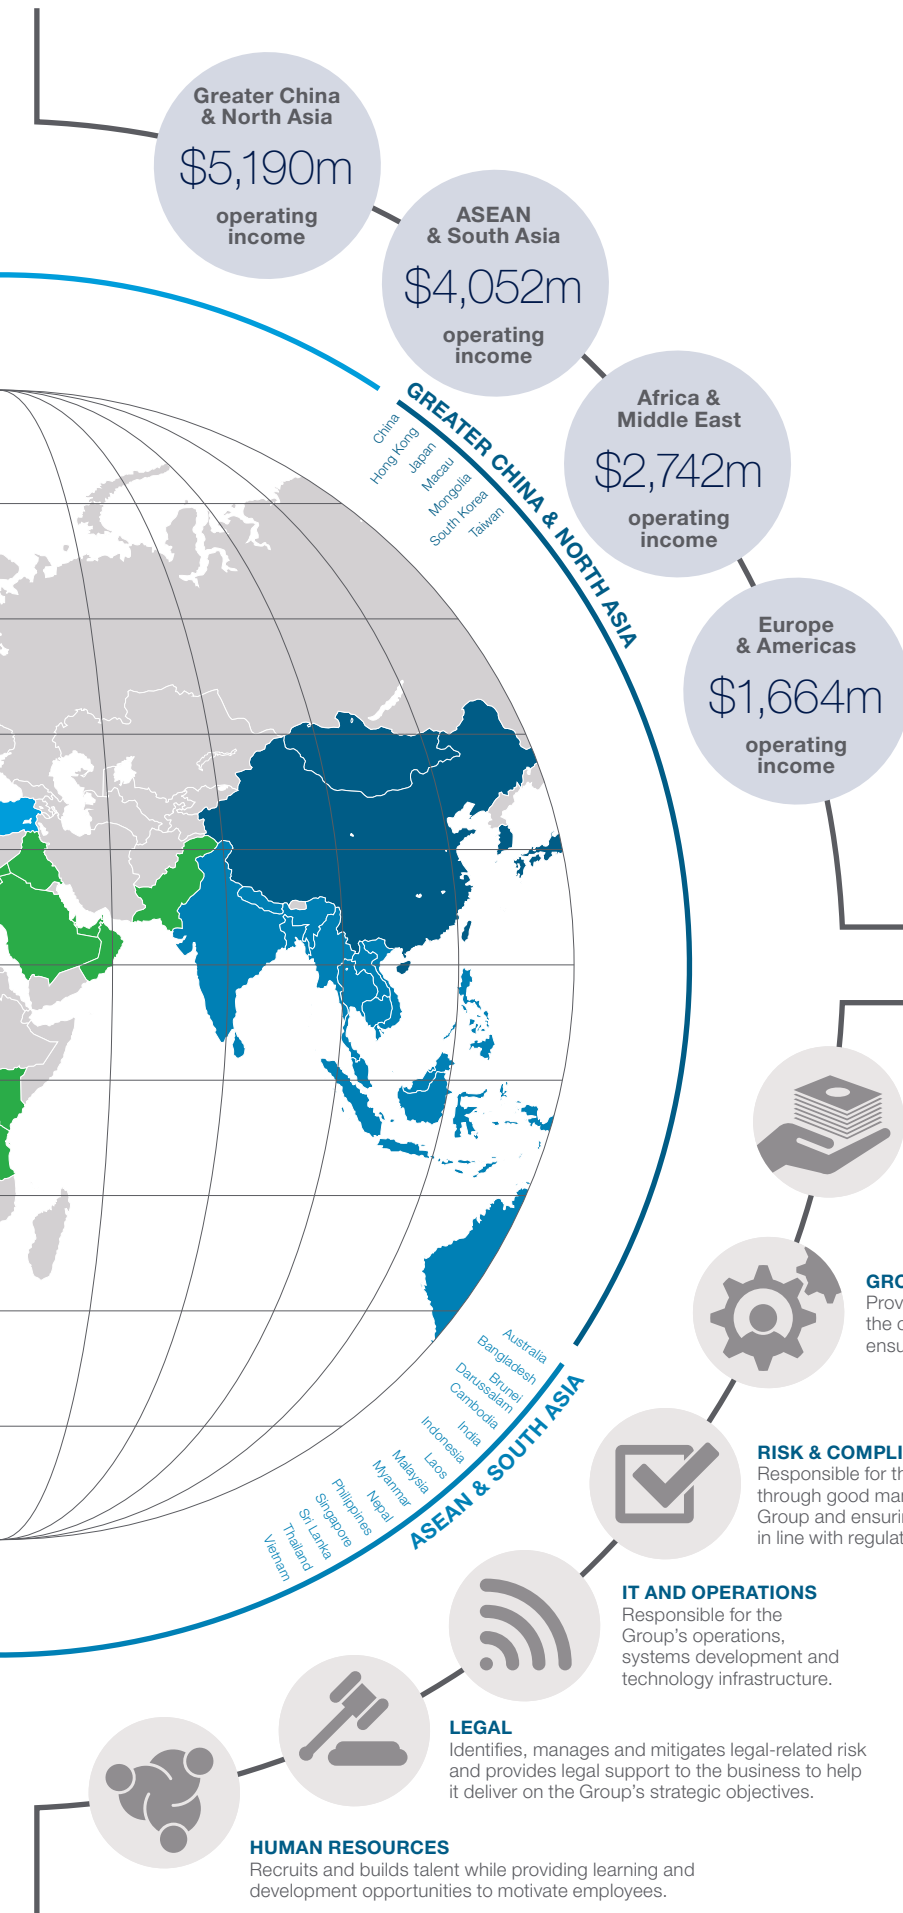 Greater China
& North Asia
$5,190m
operating
income
ASEAN
& South Asia
$4,052m
operating
income
Africa &
Middle East
$2,742m
operating
income
Europe
& Americas
$1,664m
operating
income
GREATER CHINA & NORTH ASIA
China
Hong Kong
Japan
Macau
Mongolia
South Korea
Taiwan
ASEAN & SOUTH ASIA
Australia
Bangladesh
Brunei
Darussalam
Cambodia
India
Indonesia
Laos
Malaysia
Myanmar
Nepal
Philippines
Singapore
Sri Lanka
Thailand
Vietnam
GRO
Prov
the
ensu
RISK & COMPLI
Responsible for th
through good mar
Group and ensurin
in line with regulat
IT AND OPERATIONS
Responsible for the
Group's operations,
systems development and
technology infrastructure.
LEGAL
Identifies, manages and mitigates legal-related risk
and provides legal support to the business to help
it deliver on the Group's strategic objectives.
HUMAN RESOURCES
Recruits and builds talent while providing learning and
development opportunities to motivate employees.